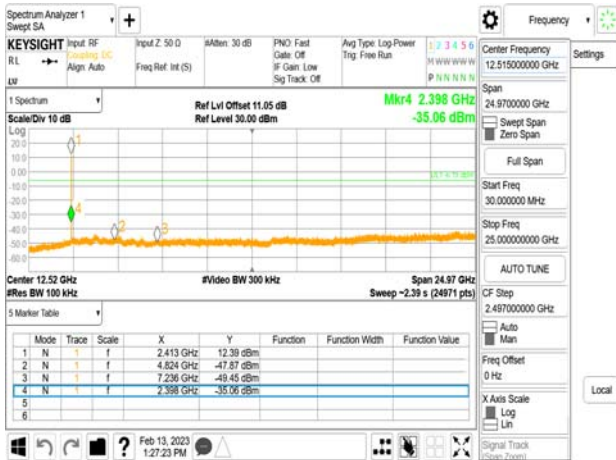 Spectrum Analyzer 1
Swept SA
+
Frequency
KEYSIGHT
RL
Input: RF
Coupling: DC
Align: Auto
Input Z: 50 Ω
Freq Ref: Int (S)
#Atten: 30 dB
PNO: Fast
Gate: Off
IF Gain: Low
Sig Track: Off
Avg Type: Log-Power
Trig: Free Run
1 2 3 4 5 6
M W W W W W
P N N N N N
Center Frequency
12.515000000 GHz
Settings
1 Spectrum
Scale/Div 10 dB
Ref Lvl Offset 11.05 dB
Ref Level 30.00 dBm
Mkr4 2.398 GHz
-35.06 dBm
Span
24.9700000 GHz
Swept Span
Zero Span
Full Span
Start Freq
30.000000 MHz
Stop Freq
25.000000000 GHz
AUTO TUNE
CF Step
2.497000000 GHz
Auto
Man
Freq Offset
0 Hz
X Axis Scale
Log
Lin
Signal Track
(Span Zoom)
Local
Log
20.0
10.0
0.00
-10.0
-20.0
-30.0
-40.0
-50.0
-60.0
1
4
2
3
Center 12.52 GHz
#Res BW 100 kHz
#Video BW 300 kHz
Span 24.97 GHz
Sweep ~2.39 s (24971 pts)
5 Marker Table
Mode Trace Scale X Y Function Function Width Function Value
1 N 1 f 2.413 GHz 12.39 dBm
2 N 1 f 4.824 GHz -47.87 dBm
3 N 1 f 7.236 GHz -49.45 dBm
4 N 1 f 2.398 GHz -35.06 dBm
5
6
?
Feb 13, 2023
1:27:23 PM